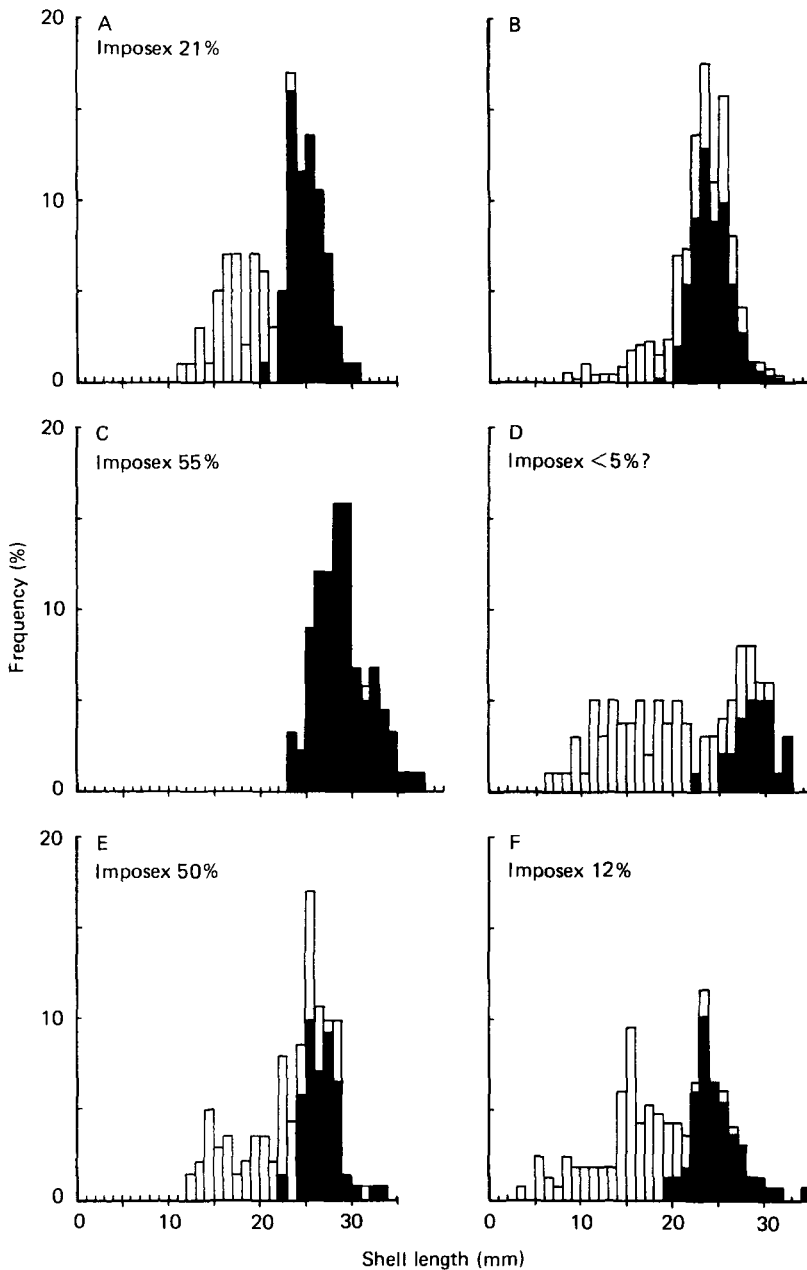 20
A
Imposex 21%
10
0
B
20
C
Imposex 55%
10
0
D
Imposex <5%?
Frequency (%)
20
E
Imposex 50%
10
0
0 10 20 30
F
Imposex 12%
0 10 20 30
Shell length (mm)